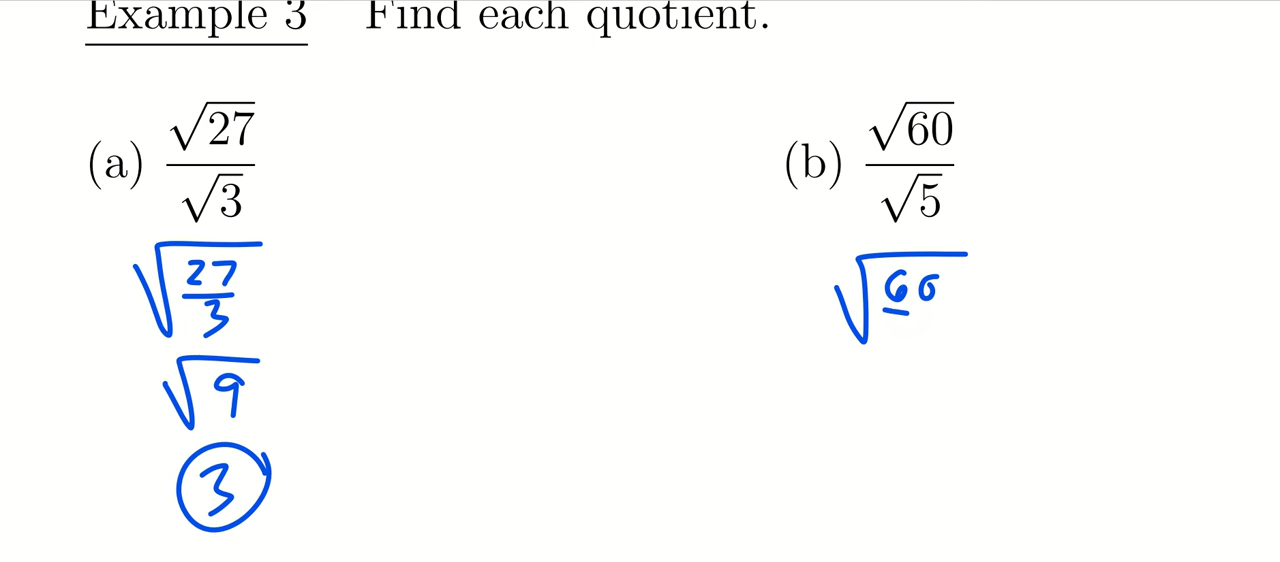 Example 3 Find each quotient.
(a) √27/√3
(b) √60/√5
√(27/3)
√60
√9
3